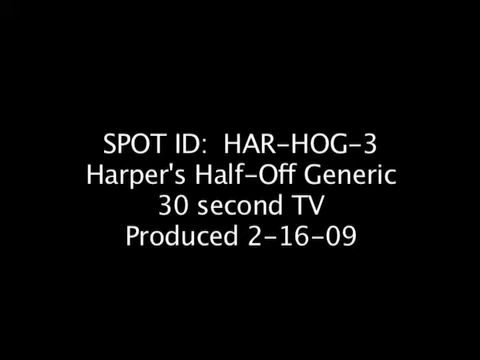 SPOT ID:  HAR-HOG-3
Harper's Half-Off Generic
30 second TV
Produced 2-16-09